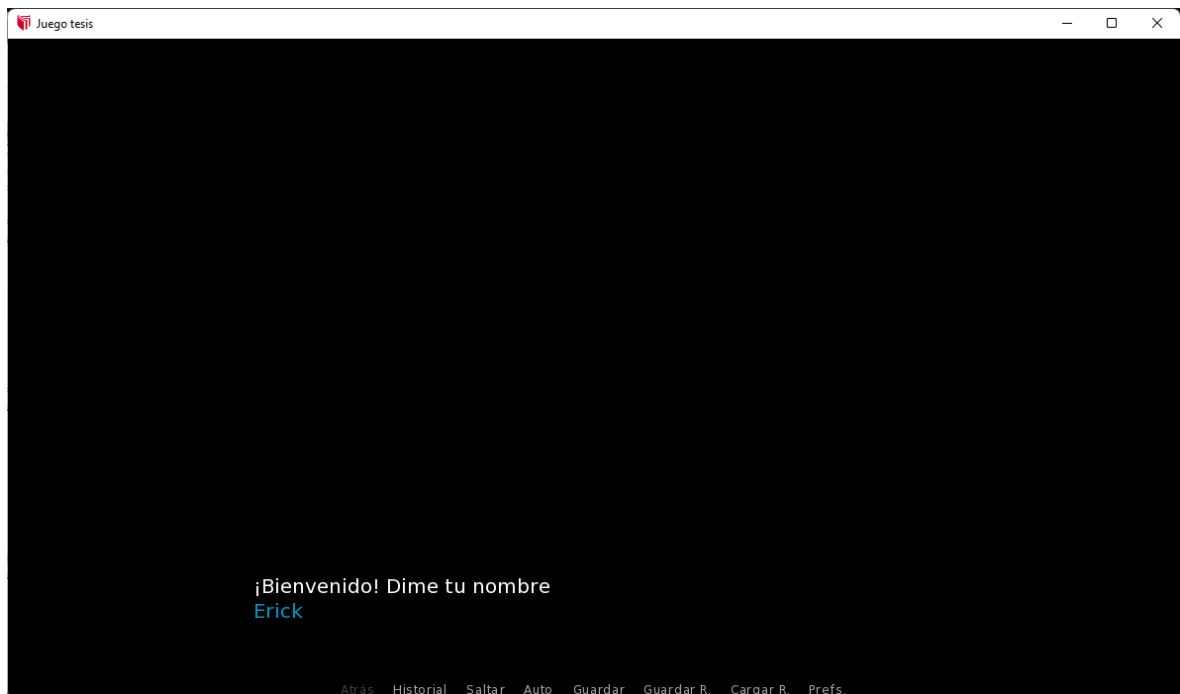 Juego tesis
¡Bienvenido! Dime tu nombre
Erick
Atrás Historial Saltar Auto Guardar Guardar R. Cargar R. Prefs.